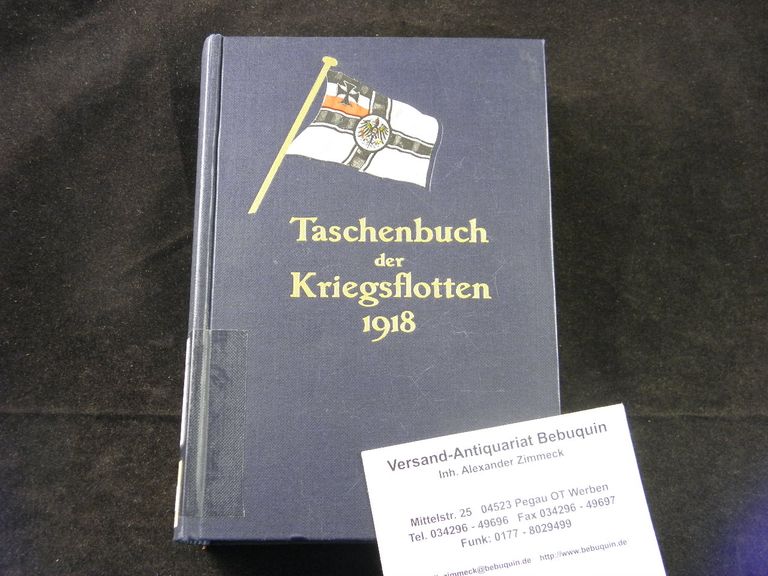 Taschenbuch
der
Kriegsflotten
1918
Versand-Antiquariat Bebuquin
Inh. Alexander Zimmeck
Mittelstr. 25 04523 Pegau OT Werben
Tel. 034296 - 49696 Fax 034296 - 49697
Funk: 0177 - 8029499
zimmeck@bebuquin.de http://www.bebuquin.de